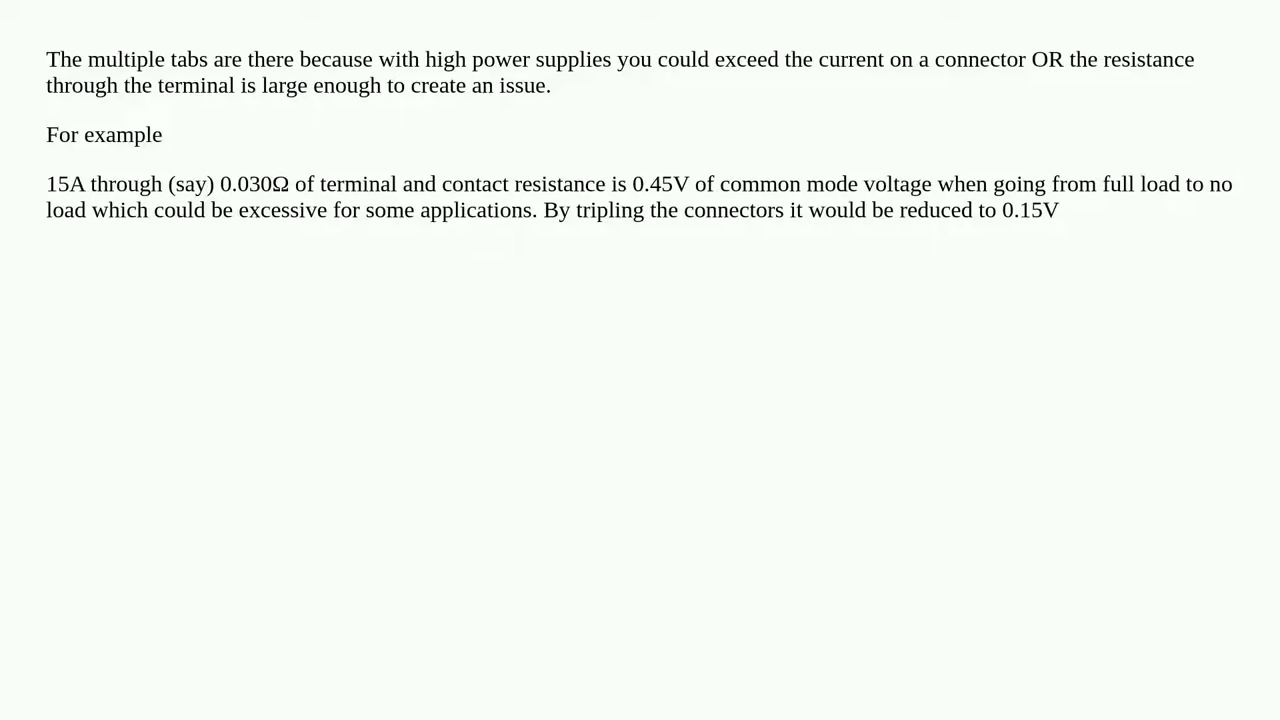 The multiple tabs are there because with high power supplies you could exceed the current on a connector OR the resistance
through the terminal is large enough to create an issue.
For example
15A through (say) 0.030Ω of terminal and contact resistance is 0.45V of common mode voltage when going from full load to no
load which could be excessive for some applications. By tripling the connectors it would be reduced to 0.15V